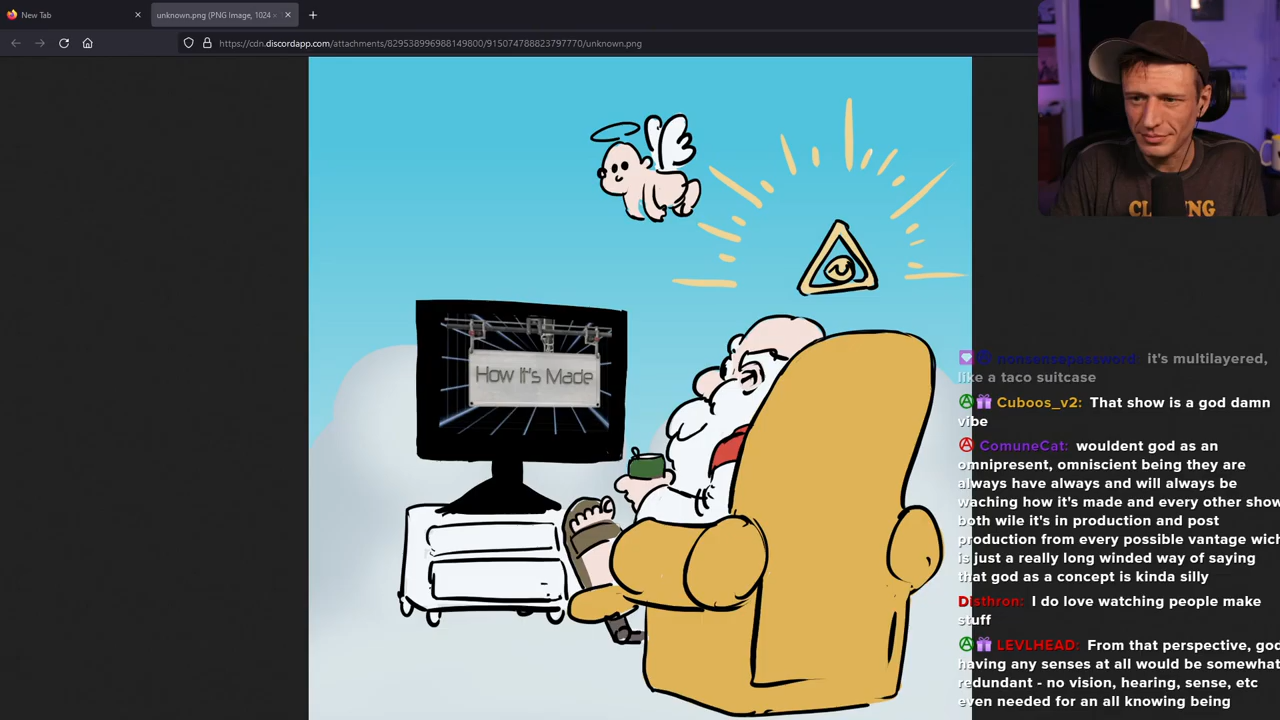 New Tab
unknown.png (PNG Image, 1024 ×
https://cdn.discordapp.com/attachments/829538996988149800/915074788823797770/unknown.png
How It's Made
CL
NG
nonsensepassword: it's multilayered,
like a taco suitcase
Cuboos_v2: That show is a god damn
vibe
ComuneCat: wouldent god as an
omnipresent, omniscient being they are
always have always and will always be
waching how it's made and every other show
both wile it's in production and post
production from every possible vantage wich
is just a really long winded way of saying
that god as a concept is kinda silly
Disthron: I do love watching people make
stuff
LEVLHEAD: From that perspective, god
having any senses at all would be somewhat
redundant - no vision, hearing, sense, etc
even needed for an all knowing being